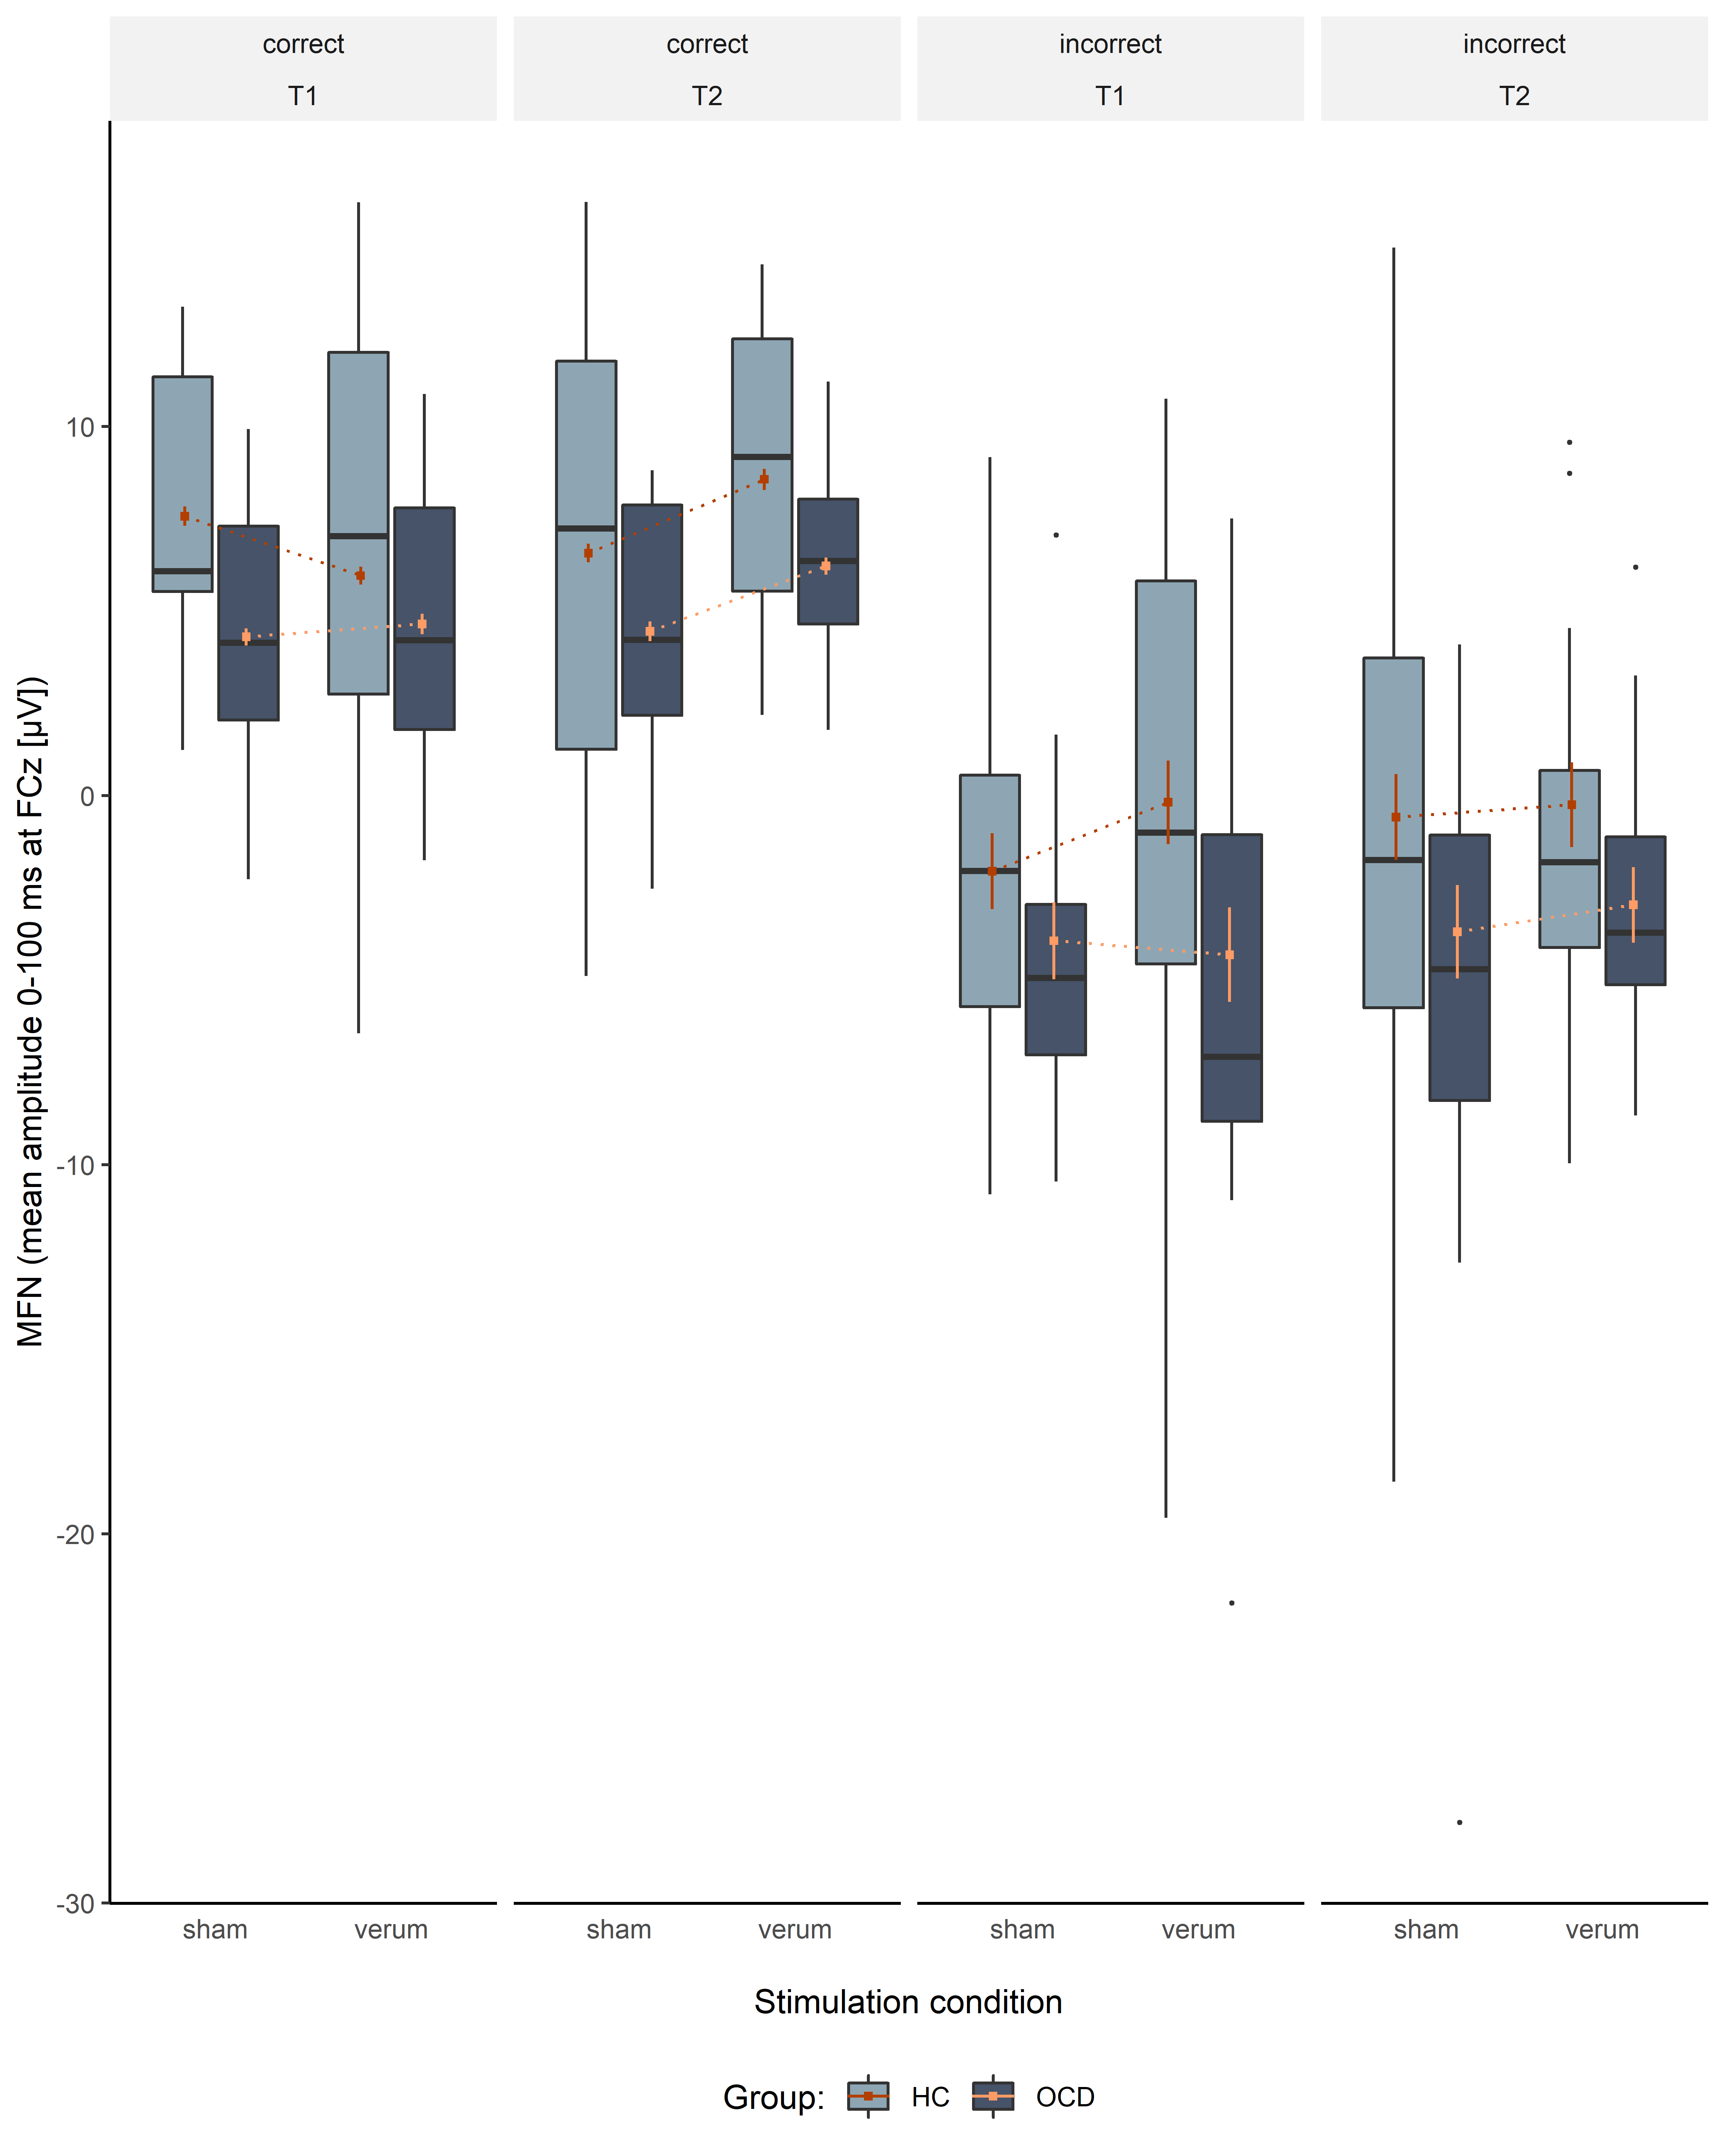 correct
correct
incorrect
incorrect
T1
T2
T1
T2
10
0
-10
-20
-30
MFN (mean amplitude 0-100 ms at FCz [µV])
sham
verum
sham
verum
sham
verum
sham
verum
Stimulation condition
Group:
HC
OCD